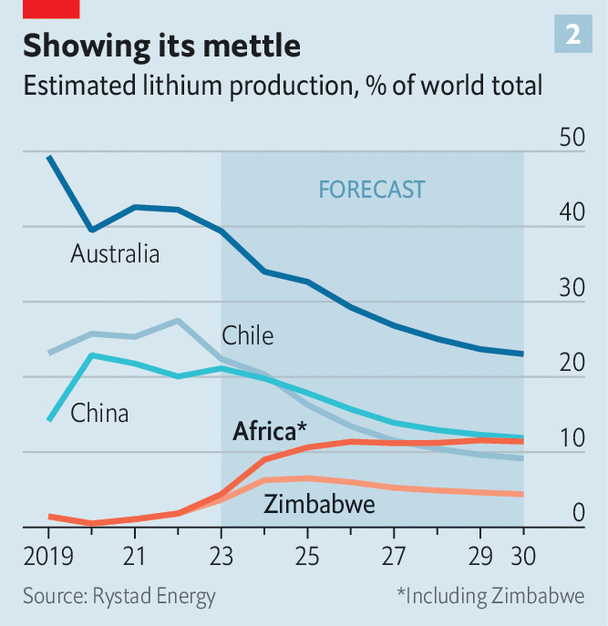 2
Showing its mettle
Estimated lithium production, % of world total
50
FORECAST
40
Australia
30
Chile
20
China
Africa*
10
Zimbabwe
0
2019 21 23 25 27 29 30
Source: Rystad Energy
*Including Zimbabwe